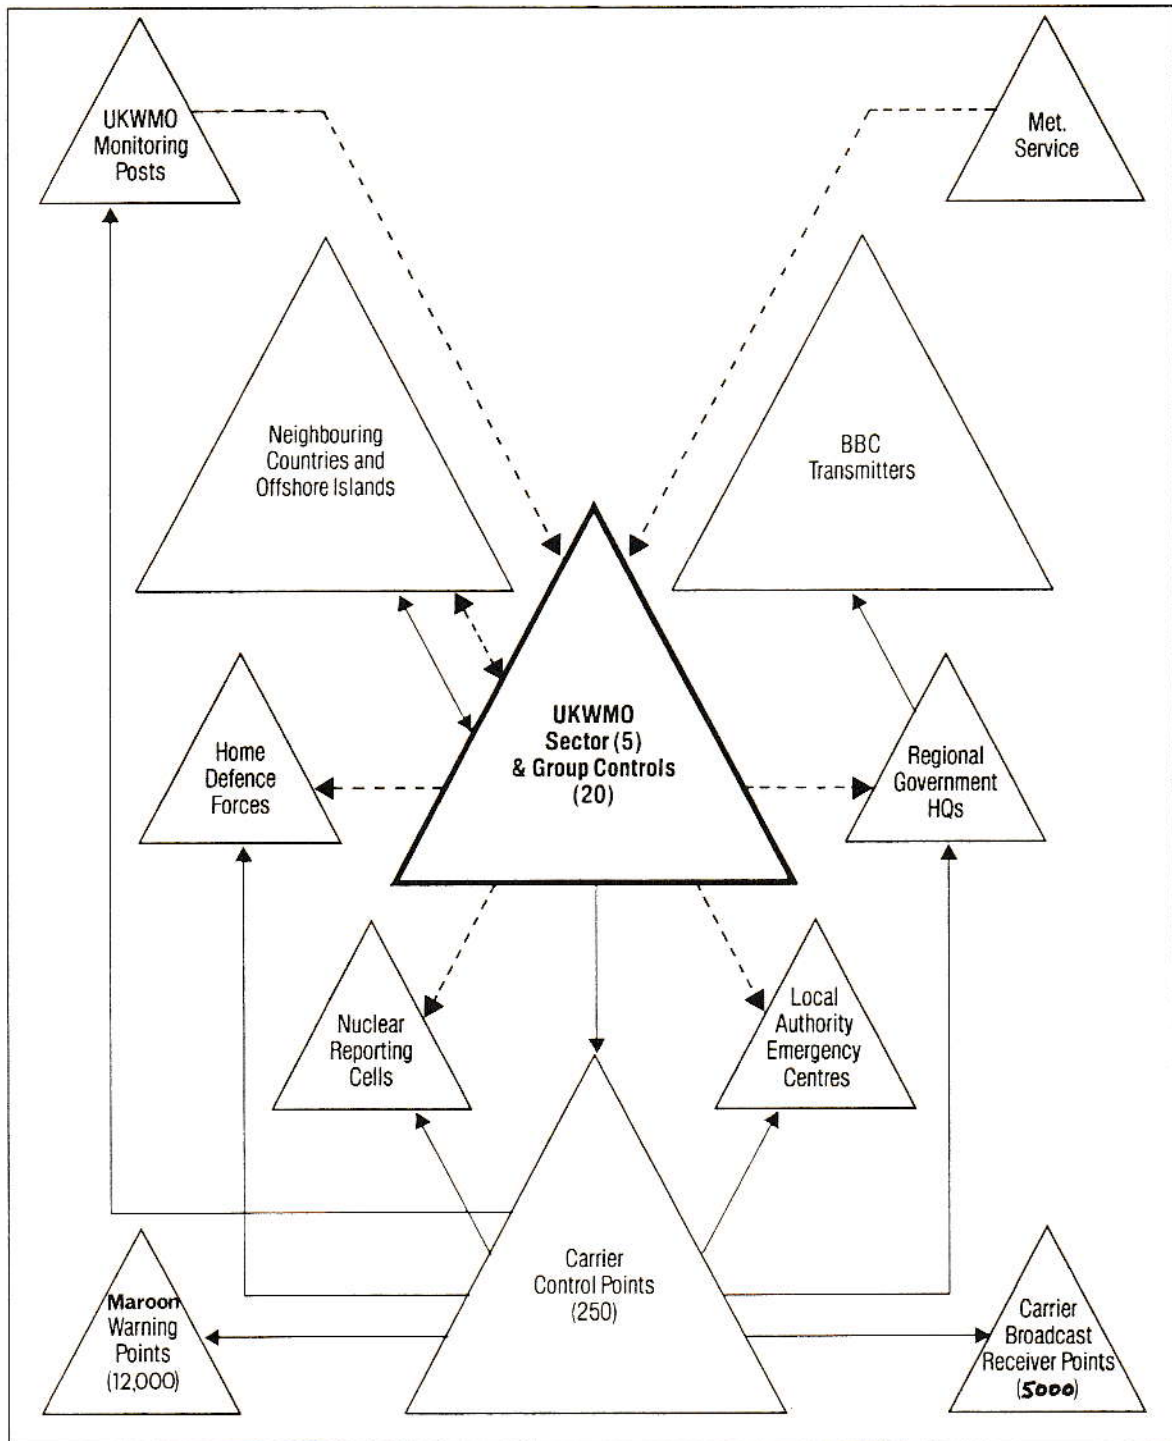 UKWMO
Monitoring
Posts
Met.
Service
Neighbouring
Countries and
Offshore Islands
BBC
Transmitters
UKWMO
Sector (5)
& Group Controls
(20)
Home
Defence
Forces
Regional
Government
HQs
Nuclear
Reporting
Cells
Local
Authority
Emergency
Centres
Carrier
Control Points
(250)
Maroon
Warning
Points
(12,000)
Carrier
Broadcast
Receiver Points
(5000)